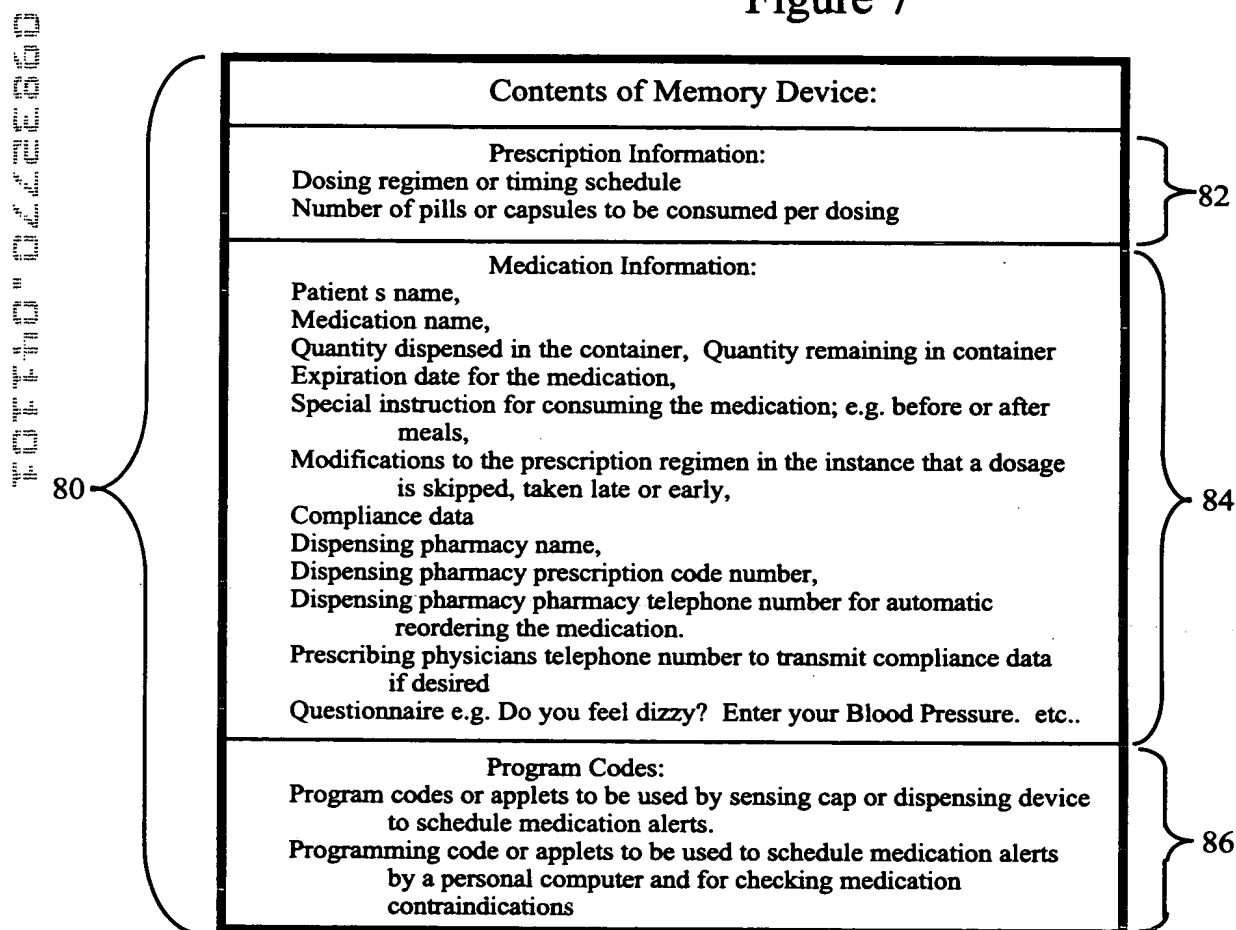 Figure 7
Contents of Memory Device:
Prescription Information:
Dosing regimen or timing schedule
Number of pills or capsules to be consumed per dosing
82
Medication Information:
Patient s name,
Medication name,
Quantity dispensed in the container, Quantity remaining in container
Expiration date for the medication,
Special instruction for consuming the medication; e.g. before or after
meals,
Modifications to the prescription regimen in the instance that a dosage
is skipped, taken late or early,
80
84
Compliance data
Dispensing pharmacy name,
Dispensing pharmacy prescription code number,
Dispensing pharmacy pharmacy telephone number for automatic
reordering the medication.
Prescribing physicians telephone number to transmit compliance data
if desired
Questionnaire e.g. Do you feel dizzy? Enter your Blood Pressure. etc..
Program Codes:
Program codes or applets to be used by sensing cap or dispensing device
to schedule medication alerts.
86
Programming code or applets to be used to schedule medication alerts
by a personal computer and for checking medication
contraindications